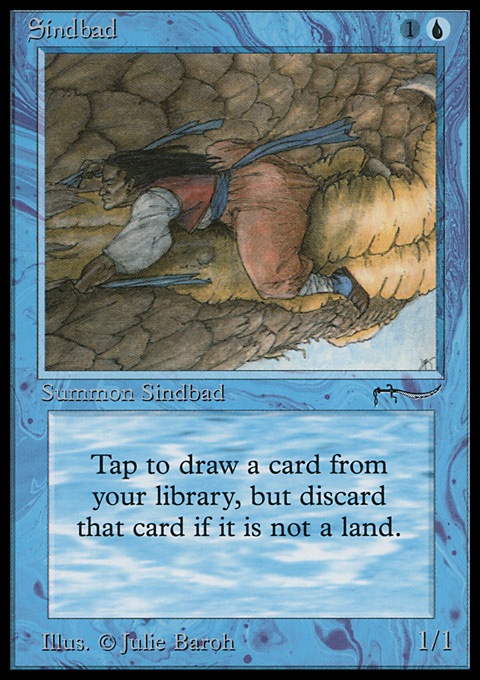 Sindbad 1
Summon Sindbad
Tap to draw a card from
your library, but discard
that card if it is not a land.
Illus. © Julie Baroh 1/1